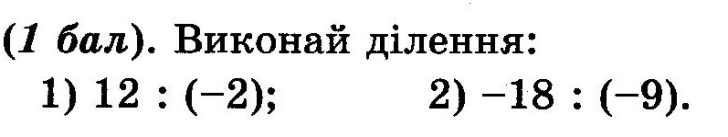 (1 бал). Виконай ділення:
1) 12 : (−2); 2) −18 : (−9).